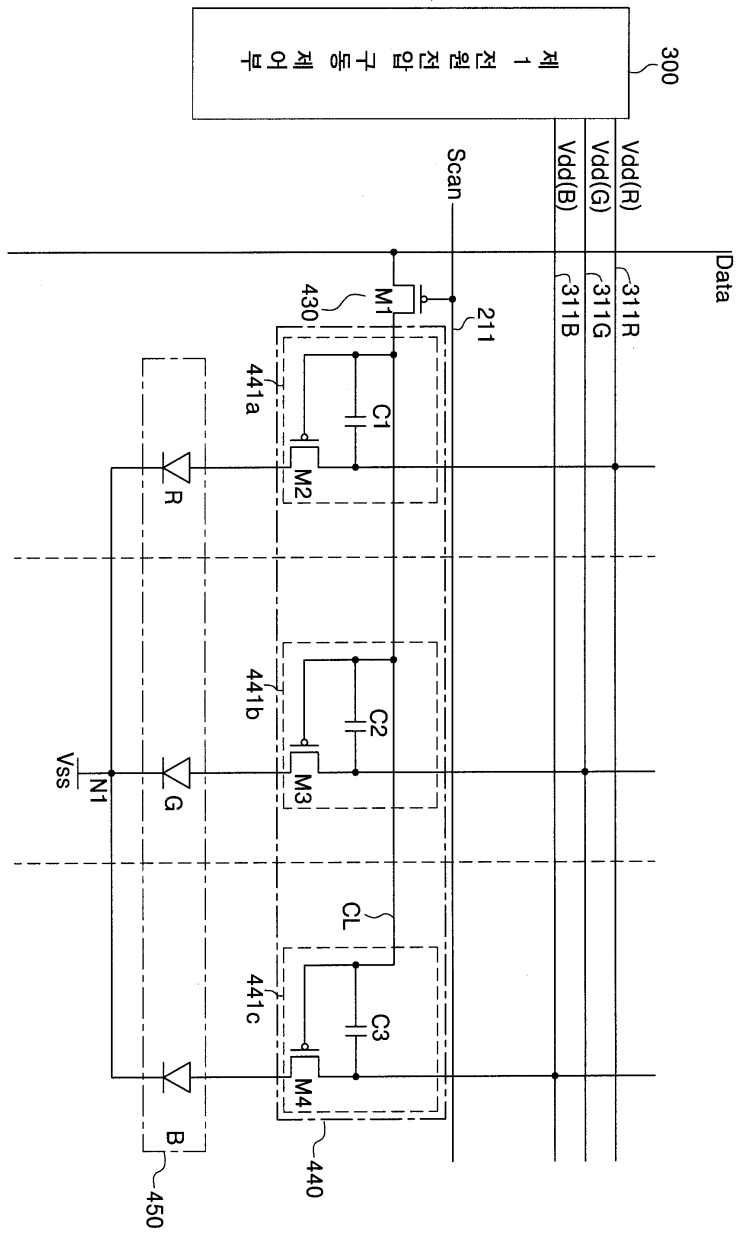 제 1 전원전압 구동 제어부
300
Vdd(R)
Vdd(G)
Vdd(B)
311R
311G
311B
Data
Scan
211
M1
430
441a
C1
M2
R
441b
C2
M3
G
N1
Vss
CL
441c
C3
M4
B
440
450